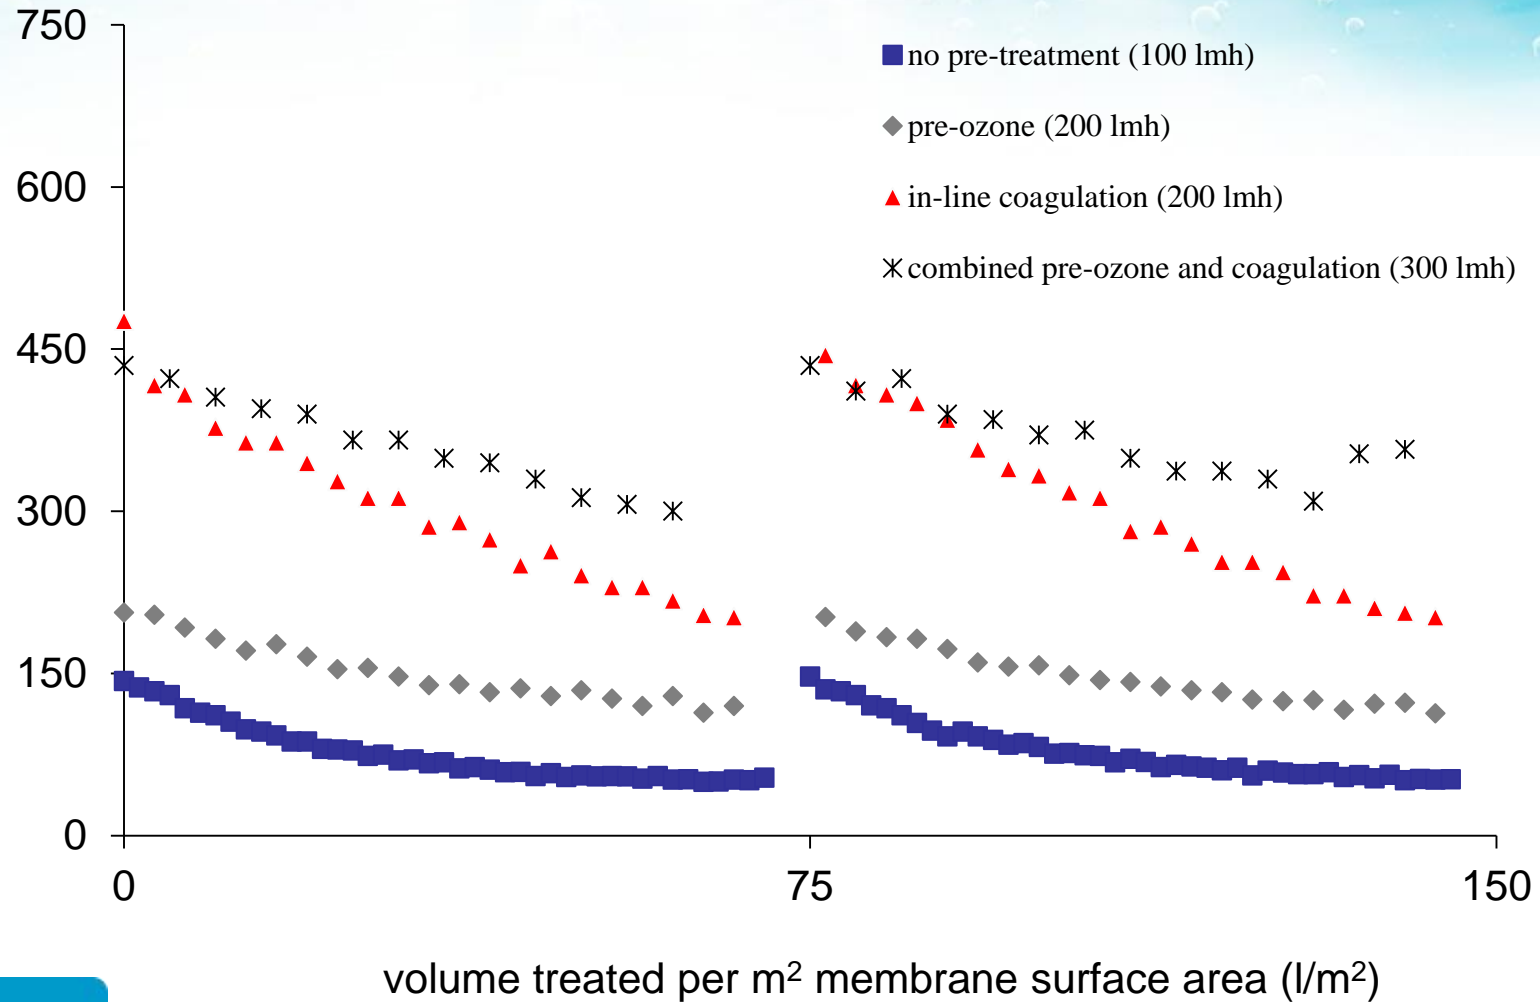 750
no pre-treatment (100 lmh)
pre-ozone (200 lmh)
600
in-line coagulation (200 lmh)
combined pre-ozone and coagulation (300 lmh)
450
300
150
0
0 75 150
volume treated per m² membrane surface area (l/m²)